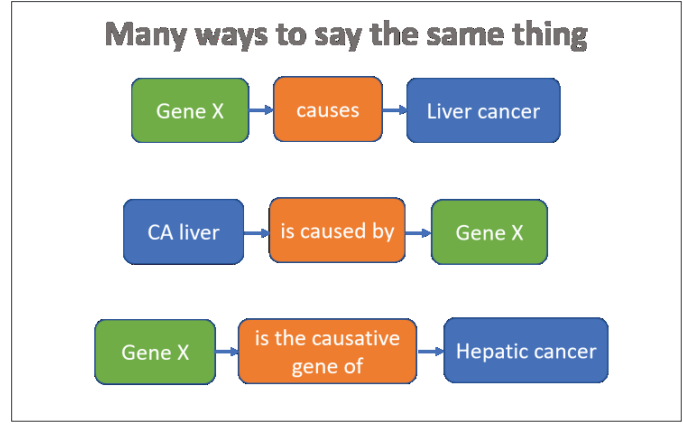 Many ways to say the same thing
Gene X causes Liver cancer
CA liver is caused by Gene X
Gene X is the causative
gene of Hepatic cancer